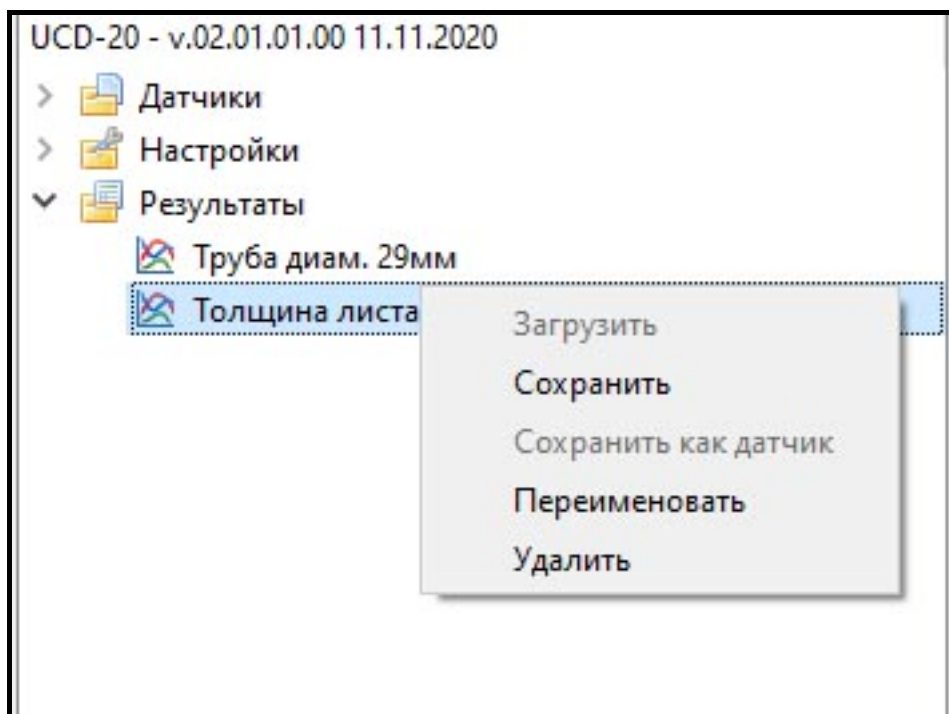 UCD-20 - v.02.01.01.00 11.11.2020
Датчики
Настройки
Результаты
Труба диам. 29мм
Толщина листа
Загрузить
Сохранить
Сохранить как датчик
Переименовать
Удалить